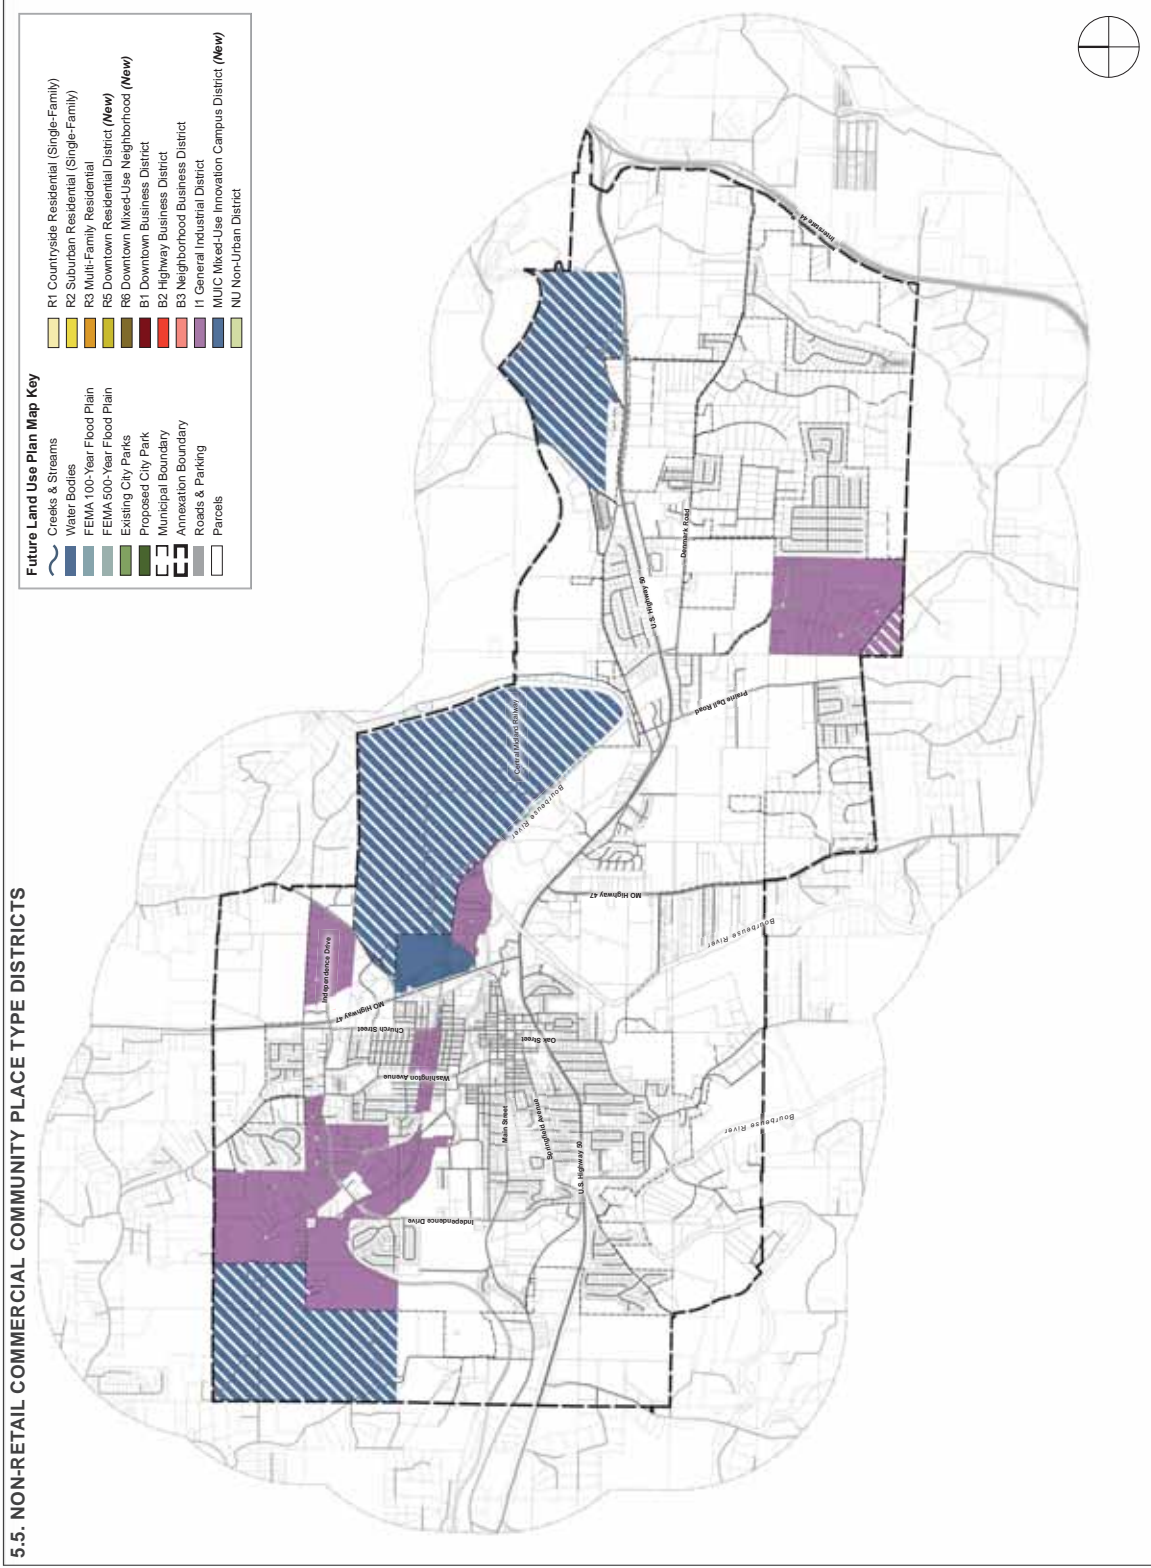 5.5. NON-RETAIL COMMERCIAL COMMUNITY PLACE TYPE DISTRICTS
Future Land Use Plan Map Key
Creeks & Streams
Water Bodies
FEMA 100-Year Flood Plain
FEMA 500-Year Flood Plain
Existing City Parks
Proposed City Park
Municipal Boundary
Annexation Boundary
Roads & Parking
Parcels
R1 Countryside Residential (Single-Family)
R2 Suburban Residential (Single-Family)
R3 Multi-Family Residential
R5 Downtown Residential District (New)
R6 Downtown Mixed-Use Neighborhood (New)
B1 Downtown Business District
B2 Highway Business District
B3 Neighborhood Business District
I1 General Industrial District
MUIC Mixed-Use Innovation Campus District (New)
NU Non-Urban District
Independence Drive
MO Highway 47
Church Street
Washington Avenue
Independence Drive
Main Street
Springfield Avenue
Oak Street
U.S. Highway 50
Bourbeuse River
Bourbeuse River
MO Highway 47
Bourbeuse River
Central Midland Railway
Prairie Dell Road
U.S. Highway 50
Denmark Road
Interstate 44